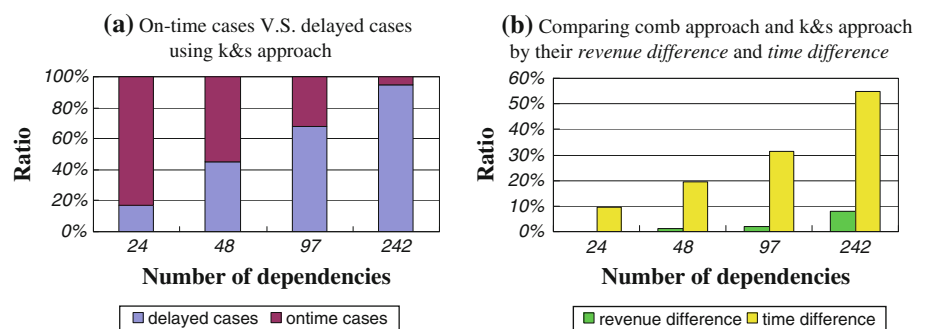 (a) On-time cases V.S. delayed cases
using k&s approach
100%
80%
60%
40%
20%
0%
Ratio
24 48 97 242
Number of dependencies
delayed cases ontime cases
(b) Comparing comb approach and k&s approach
by their revenue difference and time difference
60%
50%
40%
30%
20%
10%
0%
Ratio
24 48 97 242
Number of dependencies
revenue difference time difference